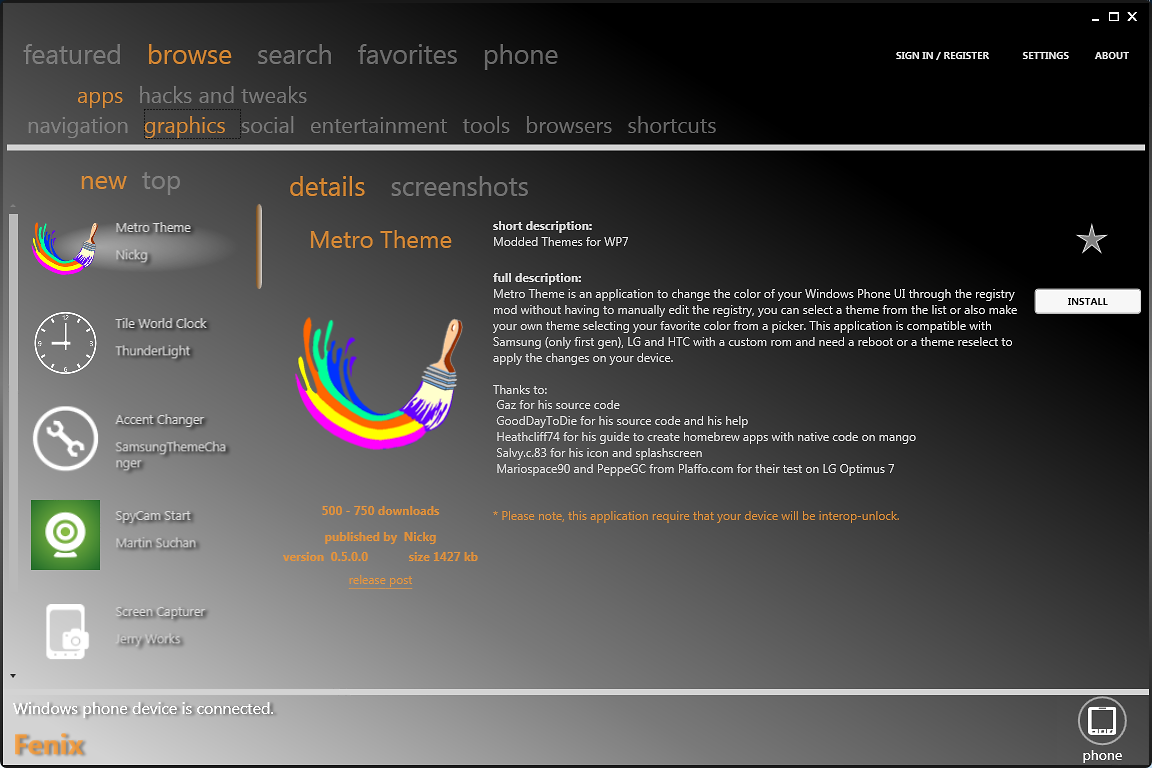 featured browse search favorites phone
SIGN IN / REGISTER SETTINGS ABOUT
apps hacks and tweaks
navigation graphics social entertainment tools browsers shortcuts
new top
Metro Theme
Nickg
Tile World Clock
ThunderLight
Accent Changer
SamsungThemeCha
nger
SpyCam Start
Martin Suchan
Screen Capturer
Jerry Works
details screenshots
Metro Theme
500 - 750 downloads
published by Nickg
version 0.5.0.0 size 1427 kb
release post
short description:
Modded Themes for WP7
full description:
Metro Theme is an application to change the color of your Windows Phone UI through the registry
mod without having to manually edit the registry, you can select a theme from the list or also make
your own theme selecting your favorite color from a picker. This application is compatible with
Samsung (only first gen), LG and HTC with a custom rom and need a reboot or a theme reselect to
apply the changes on your device.
Thanks to:
Gaz for his source code
GoodDayToDie for his source code and his help
Heathcliff74 for his guide to create homebrew apps with native code on mango
Salvy.c.83 for his icon and splashscreen
Mariospace90 and PeppeGC from Plaffo.com for their test on LG Optimus 7
* Please note, this application require that your device will be interop-unlock.
INSTALL
Windows phone device is connected.
Fenix
phone